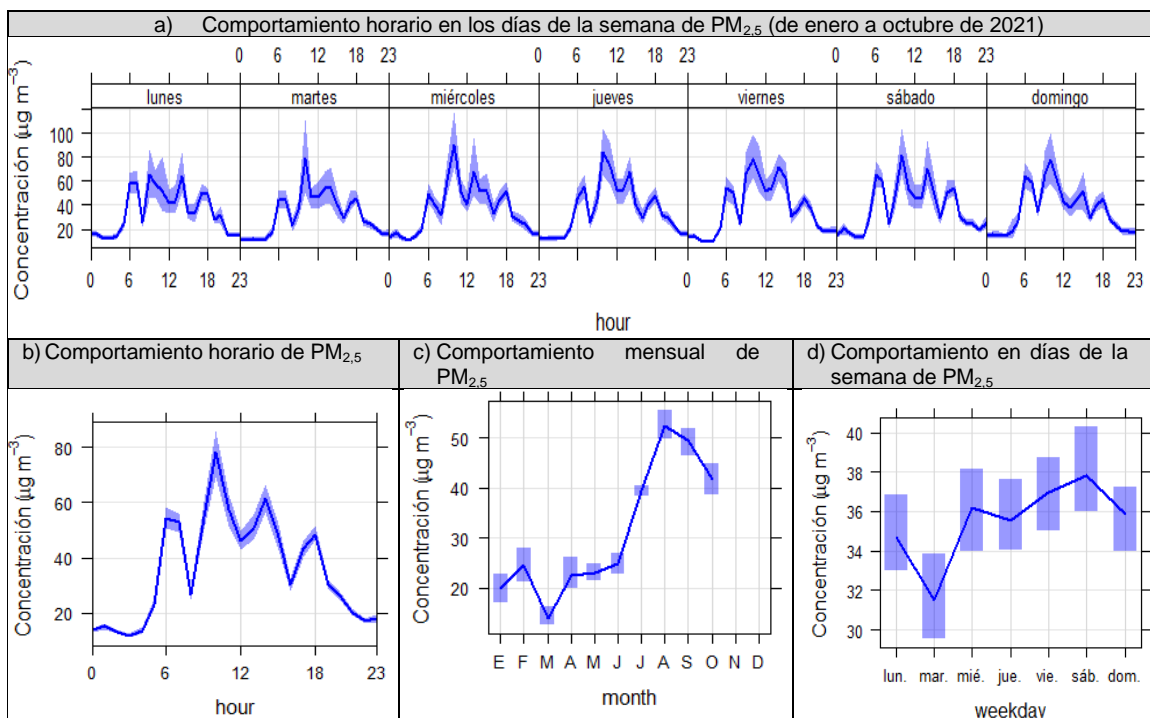 a) Comportamiento horario en los días de la semana de PM2,5 (de enero a octubre de 2021)
0 6 12 18 23 0 6 12 18 23 0 6 12 18 23
lunes martes miércoles jueves viernes sábado domingo
Concentración (μg m−3)
100
80
60
40
20
0 6 12 18 23 0 6 12 18 23 0 6 12 18 23 0 6 12 18 23
hour
b) Comportamiento horario de PM2,5
Concentración (μg m−3)
80
60
40
20
0 6 12 18 23
hour
c) Comportamiento mensual de
PM2,5
Concentración (μg m−3)
50
40
30
20
E F M A M J J A S O N D
month
d) Comportamiento en días de la
semana de PM2,5
Concentración (μg m−3)
40
38
36
34
32
30
lun. mar. mié. jue. vie. sáb. dom.
weekday